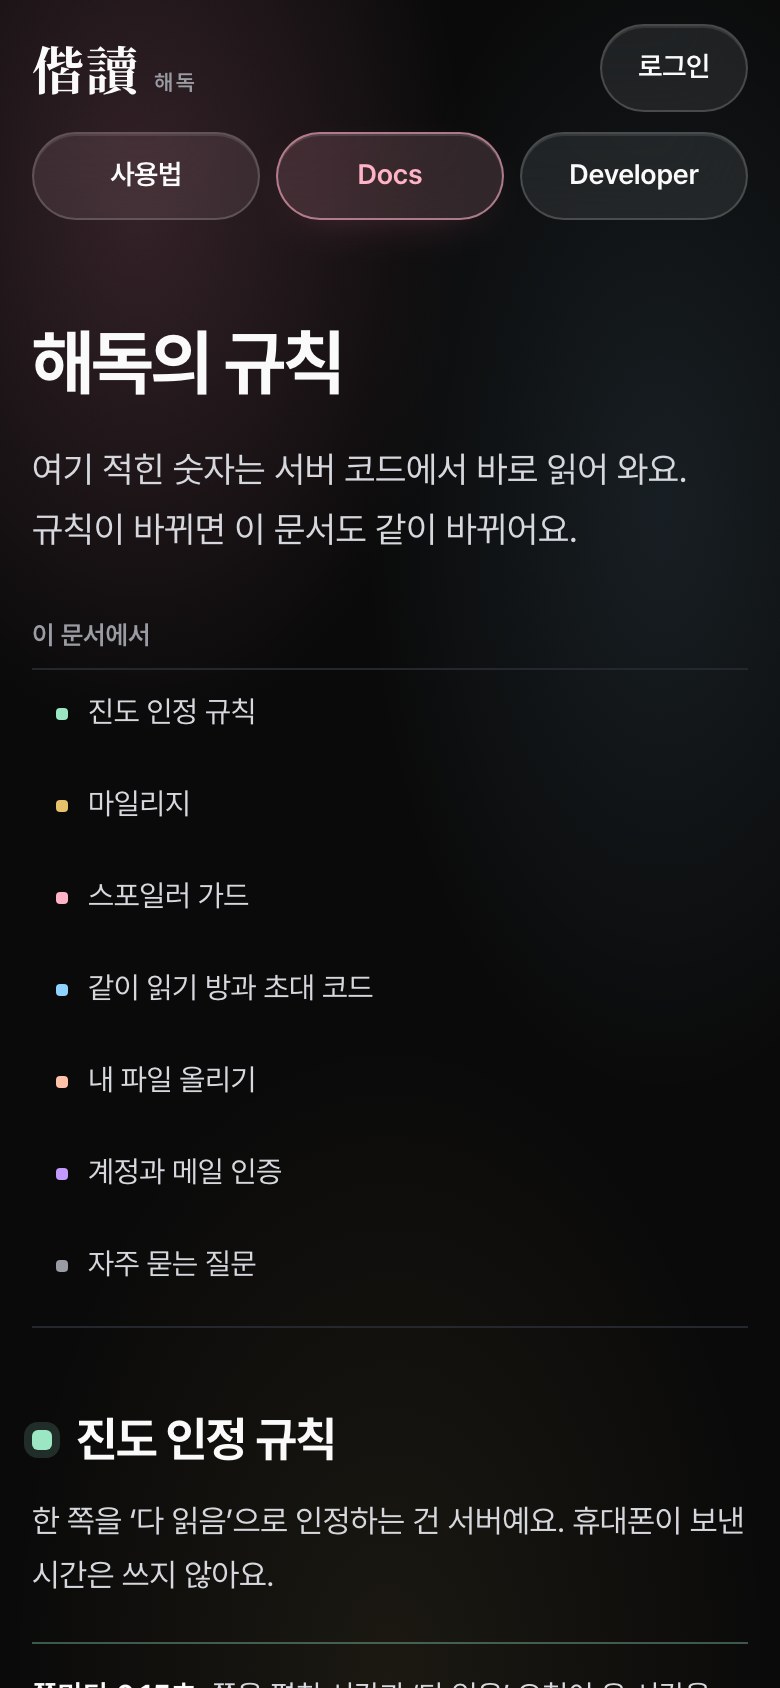 偕讀 해독
로그인
사용법
Docs
Developer
해독의 규칙
여기 적힌 숫자는 서버 코드에서 바로 읽어 와요.
규칙이 바뀌면 이 문서도 같이 바뀌어요.
이 문서에서
진도 인정 규칙
마일리지
스포일러 가드
같이 읽기 방과 초대 코드
내 파일 올리기
계정과 메일 인증
자주 묻는 질문
진도 인정 규칙
한 쪽을 ‘다 읽음’으로 인정하는 건 서버예요. 휴대폰이 보낸
시간은 쓰지 않아요.